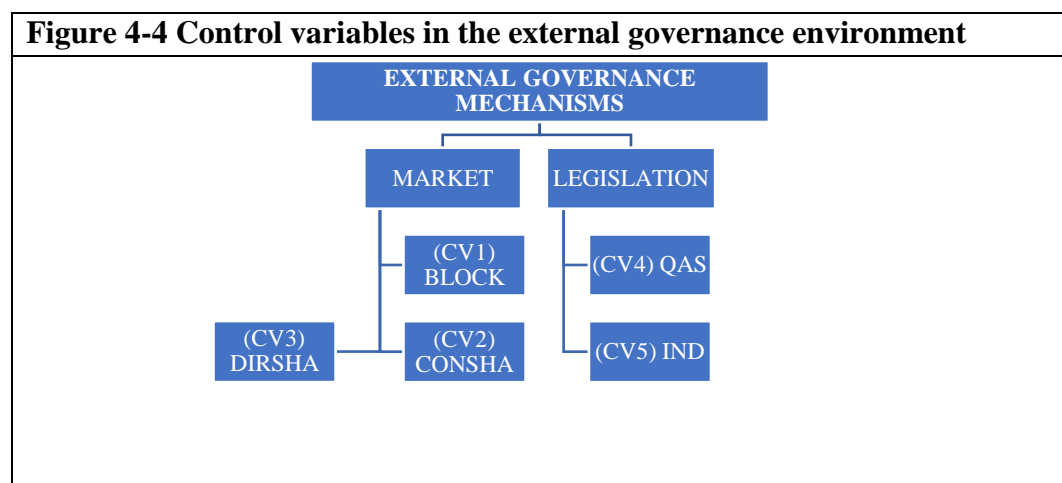 Figure 4-4 Control variables in the external governance environment
EXTERNAL GOVERNANCE
MECHANISMS
MARKET
LEGISLATION
(CV1)
BLOCK
(CV4) QAS
(CV3)
DIRSHA
(CV2)
CONSHA
(CV5) IND